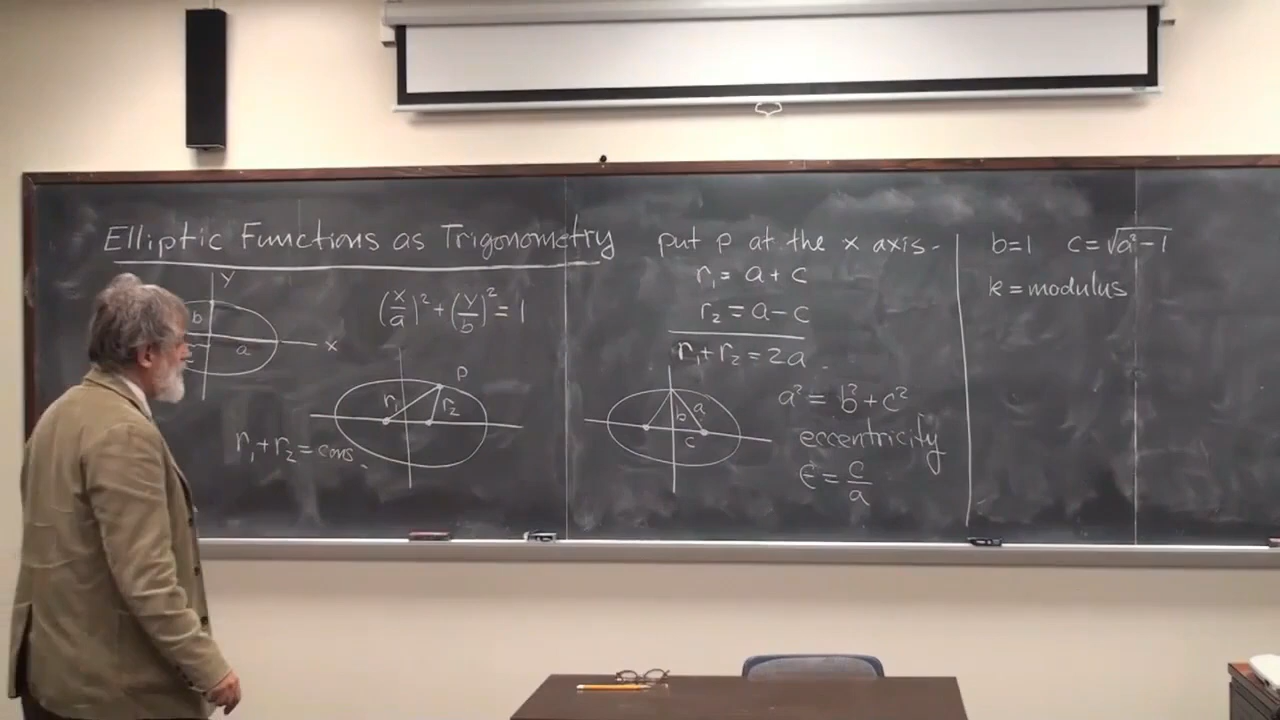 Elliptic Functions as Trigonometry
y
b
a
x
(x/a)² + (y/b)² = 1
P
r₁
r₂
r₁ + r₂ = cons.
put P at the x axis.
r₁ = a + c
r₂ = a − c
r₁ + r₂ = 2a.
b
a
c
a² = b² + c²
eccentricity
ϵ = c/a
b=1 c=√a²−1
k = modulus